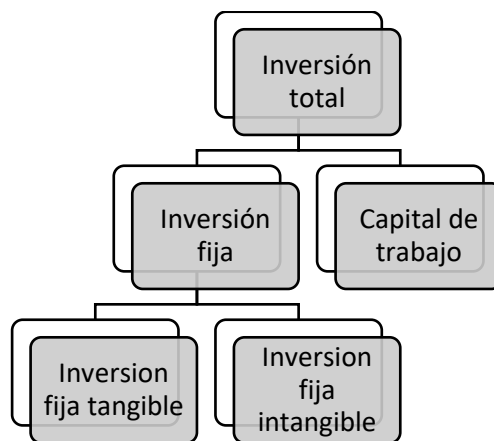 Inversión
total
Inversión
fija
Capital de
trabajo
Inversion
fija tangible
Inversion
fija
intangible